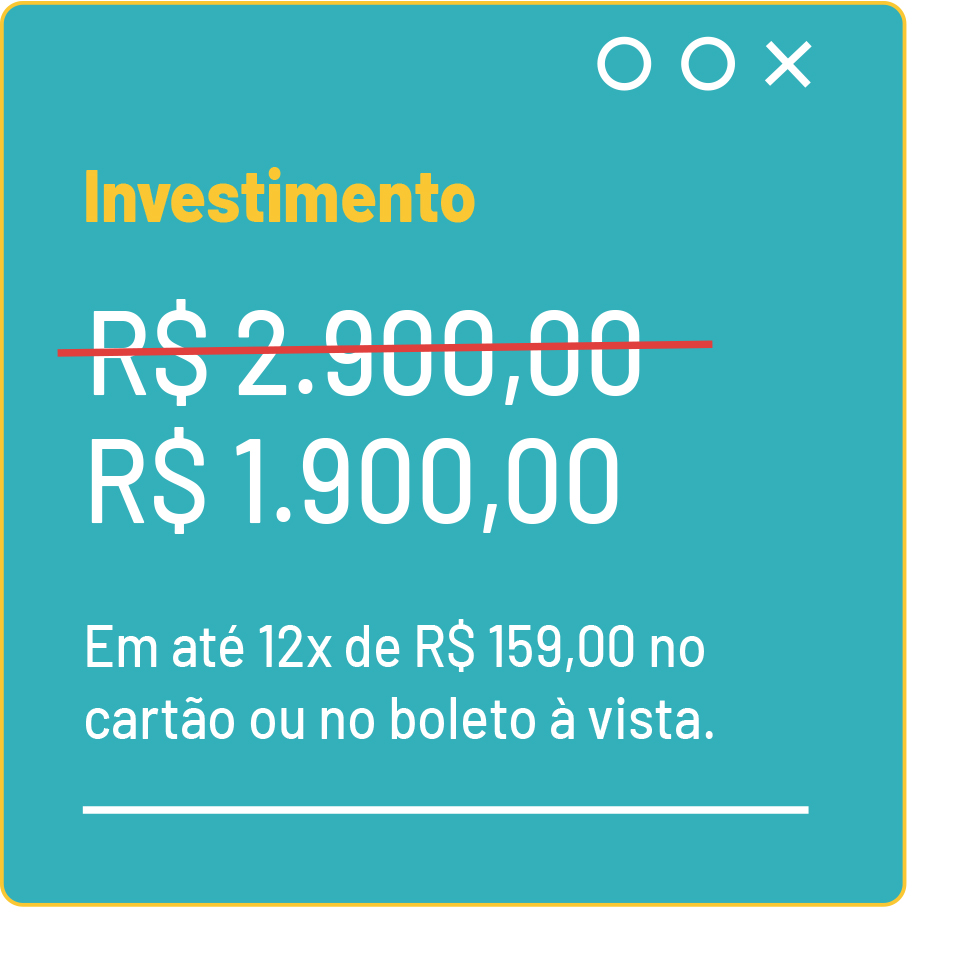 Investimento
R$ 2.900,00
R$ 1.900,00
Em até 12x de R$ 159,00 no
cartão ou no boleto à vista.